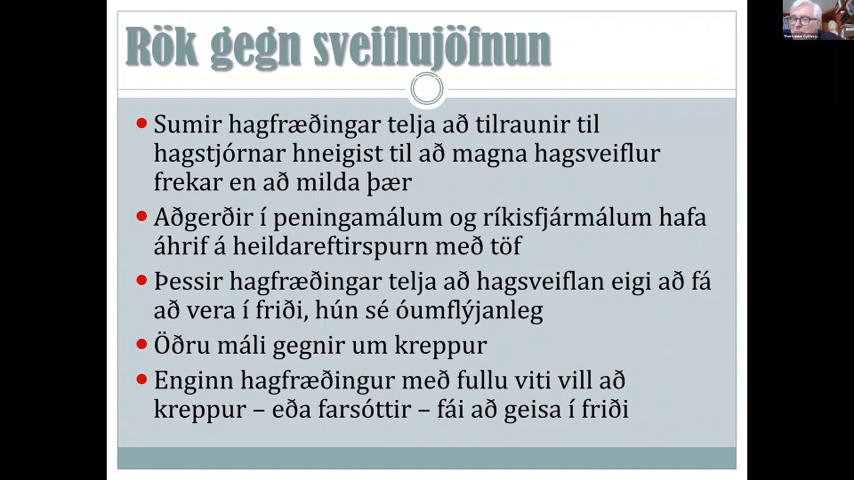 Rök gegn sveiflujöfnun
Sumir hagfræðingar telja að tilraunir til
hagstjórnar hneigist til að magna hagsveiflur
frekar en að milda þær
Aðgerðir í peningamálum og ríkisfjármálum hafa
áhrif á heildareftirspurn með töf
Þessir hagfræðingar telja að hagsveiflan eigi að fá
að vera í friði, hún sé óumflýjanleg
Öðru máli gegnir um kreppur
Enginn hagfræðingur með fullu viti vill að
kreppur – eða farsóttir – fái að geisa í friði